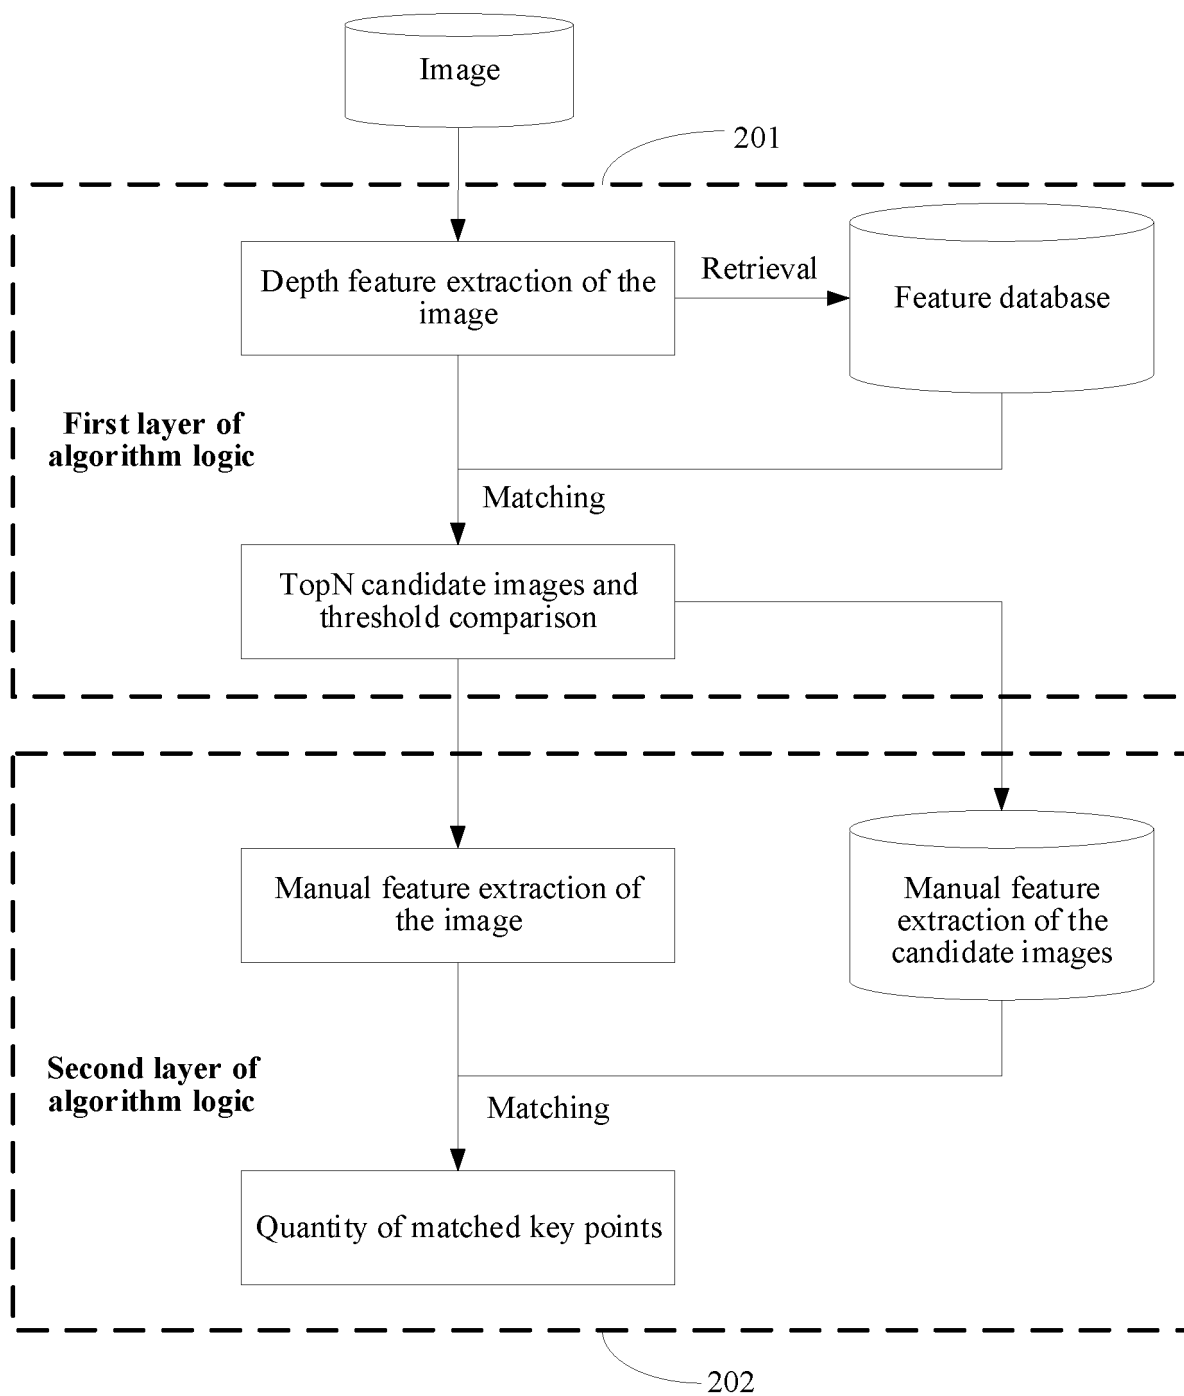 Image
201
Depth feature extraction of the
image
Retrieval
Feature database
First layer of
algorithm logic
Matching
TopN candidate images and
threshold comparison
Manual feature extraction of
the image
Manual feature
extraction of the
candidate images
Second layer of
algorithm logic
Matching
Quantity of matched key points
202